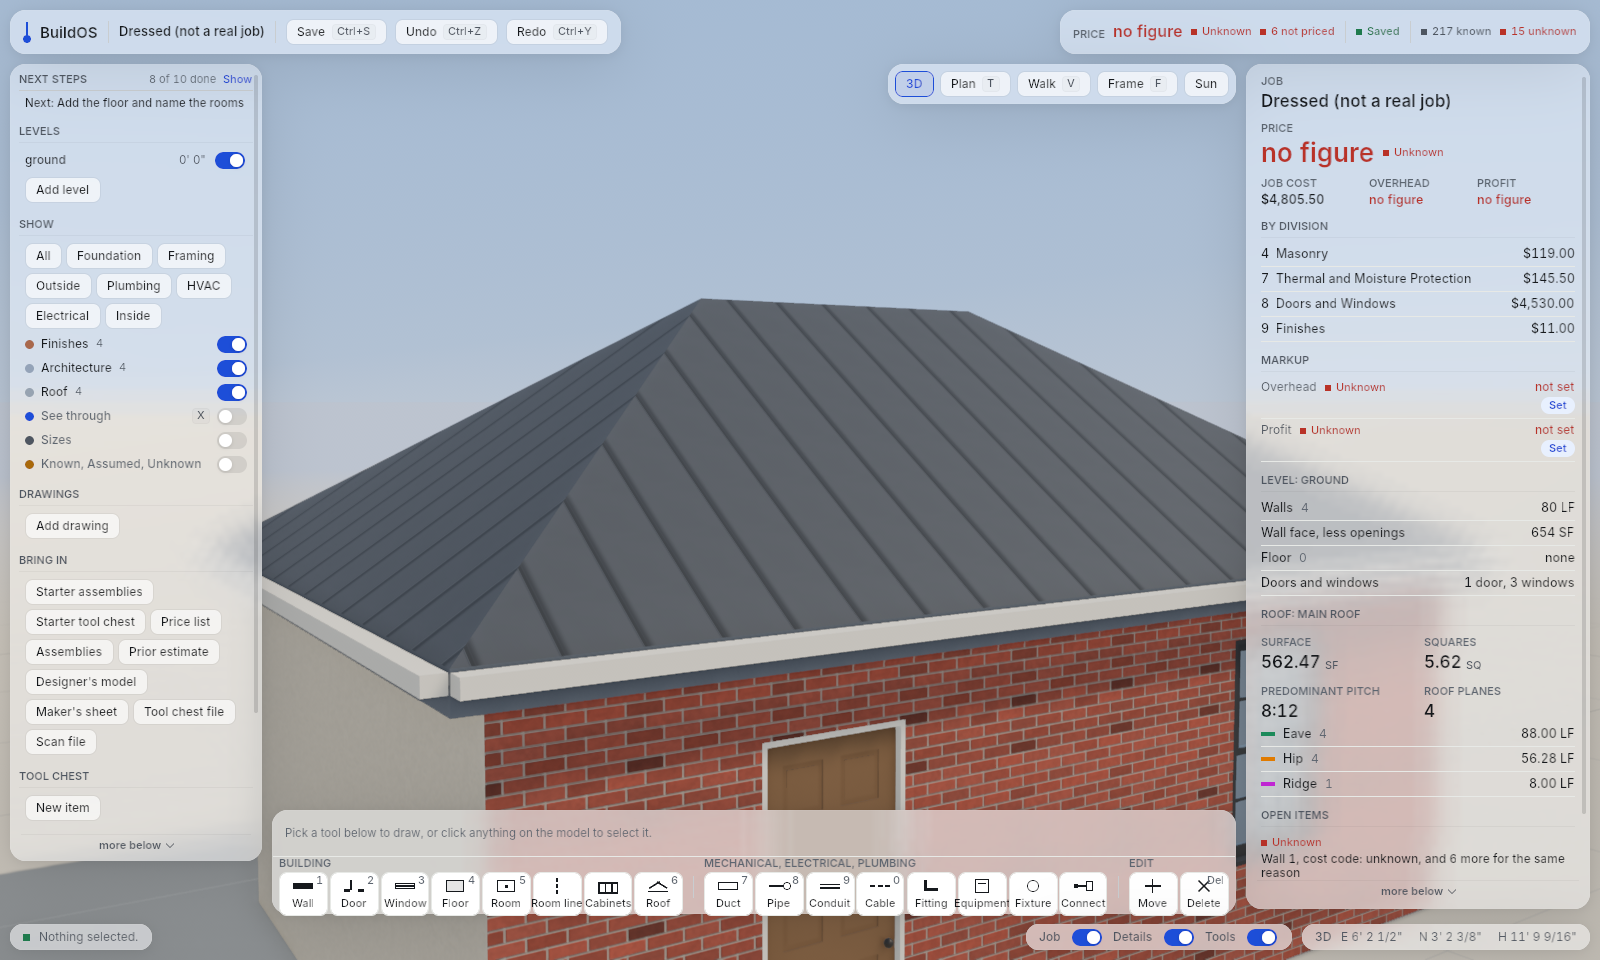 BuildOS
Dressed (not a real job)
Save Ctrl+S
Undo Ctrl+Z
Redo Ctrl+Y
PRICE no figure Unknown 6 not priced Saved 217 known 15 unknown
3D
Plan T
Walk V
Frame F
Sun
NEXT STEPS 8 of 10 done Show
Next: Add the floor and name the rooms
LEVELS
ground 0' 0"
Add level
SHOW
All Foundation Framing
Outside Plumbing HVAC
Electrical Inside
Finishes 4
Architecture 4
Roof 4
See through X
Sizes
Known, Assumed, Unknown
DRAWINGS
Add drawing
BRING IN
Starter assemblies
Starter tool chest Price list
Assemblies Prior estimate
Designer's model
Maker's sheet Tool chest file
Scan file
TOOL CHEST
New item
more below
JOB
Dressed (not a real job)
PRICE
no figure Unknown
JOB COST OVERHEAD PROFIT
$4,805.50 no figure no figure
BY DIVISION
4 Masonry $119.00
7 Thermal and Moisture Protection $145.50
8 Doors and Windows $4,530.00
9 Finishes $11.00
MARKUP
Overhead Unknown not set
Set
Profit Unknown not set
Set
LEVEL: GROUND
Walls 4 80 LF
Wall face, less openings 654 SF
Floor 0 none
Doors and windows 1 door, 3 windows
ROOF: MAIN ROOF
SURFACE SQUARES
562.47 SF 5.62 SQ
PREDOMINANT PITCH ROOF PLANES
8:12 4
Eave 4 88.00 LF
Hip 4 56.28 LF
Ridge 1 8.00 LF
OPEN ITEMS
Unknown
Wall 1, cost code: unknown, and 6 more for the same
reason
more below
Pick a tool below to draw, or click anything on the model to select it.
BUILDING MECHANICAL, ELECTRICAL, PLUMBING EDIT
1 2 3 4 5 6 7 8 9 0 Del
Wall Door Window Floor Room Room line Cabinets Roof Duct Pipe Conduit Cable Fitting Equipment Fixture Connect Move Delete
Nothing selected.
Job Details Tools
3D E 6' 2 1/2" N 3' 2 3/8" H 11' 9 9/16"